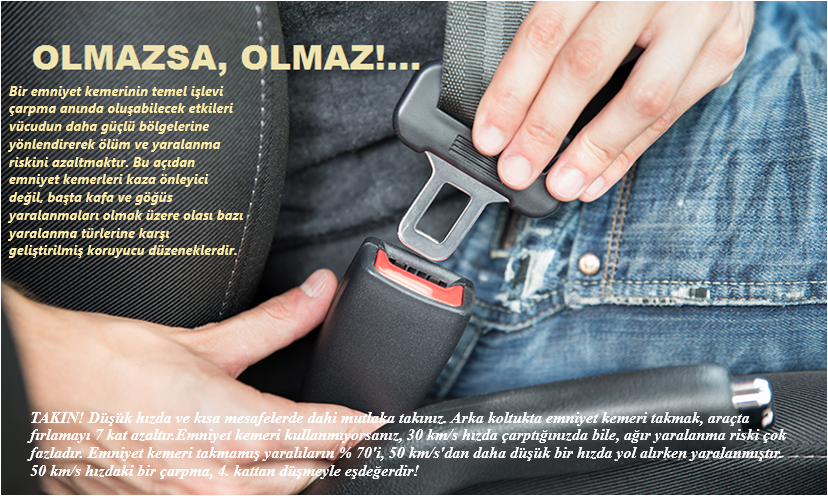 OLMAZSA, OLMAZ!...
Bir emniyet kemerinin temel işlevi
çarpma anında oluşabilecek etkileri
vücudun daha güçlü bölgelerine
yönlendirerek ölüm ve yaralanma
riskini azaltmaktır. Bu açıdan
emniyet kemerleri kaza önleyici
değil, başta kafa ve göğüs
yaralanmaları olmak üzere olası bazı
yaralanma türlerine karşı
geliştirilmiş koruyucu düzeneklerdir.
TAKIN! Düşük hızda ve kısa mesafelerde dahi mutlaka takınız. Arka koltukta emniyet kemeri takmak, araçta
fırlamayı 7 kat azaltır.Emniyet kemeri kullanmıyorsanız, 30 km/s hızda çarptığınızda bile, ağır yaralanma riski çok
fazladır. Emniyet kemeri takmamış yaralıların % 70'i, 50 km/s'dan daha düşük bir hızda yol alırken yaralanmıştır.
50 km/s hızdaki bir çarpma, 4. kattan düşmeyle eşdeğerdir!